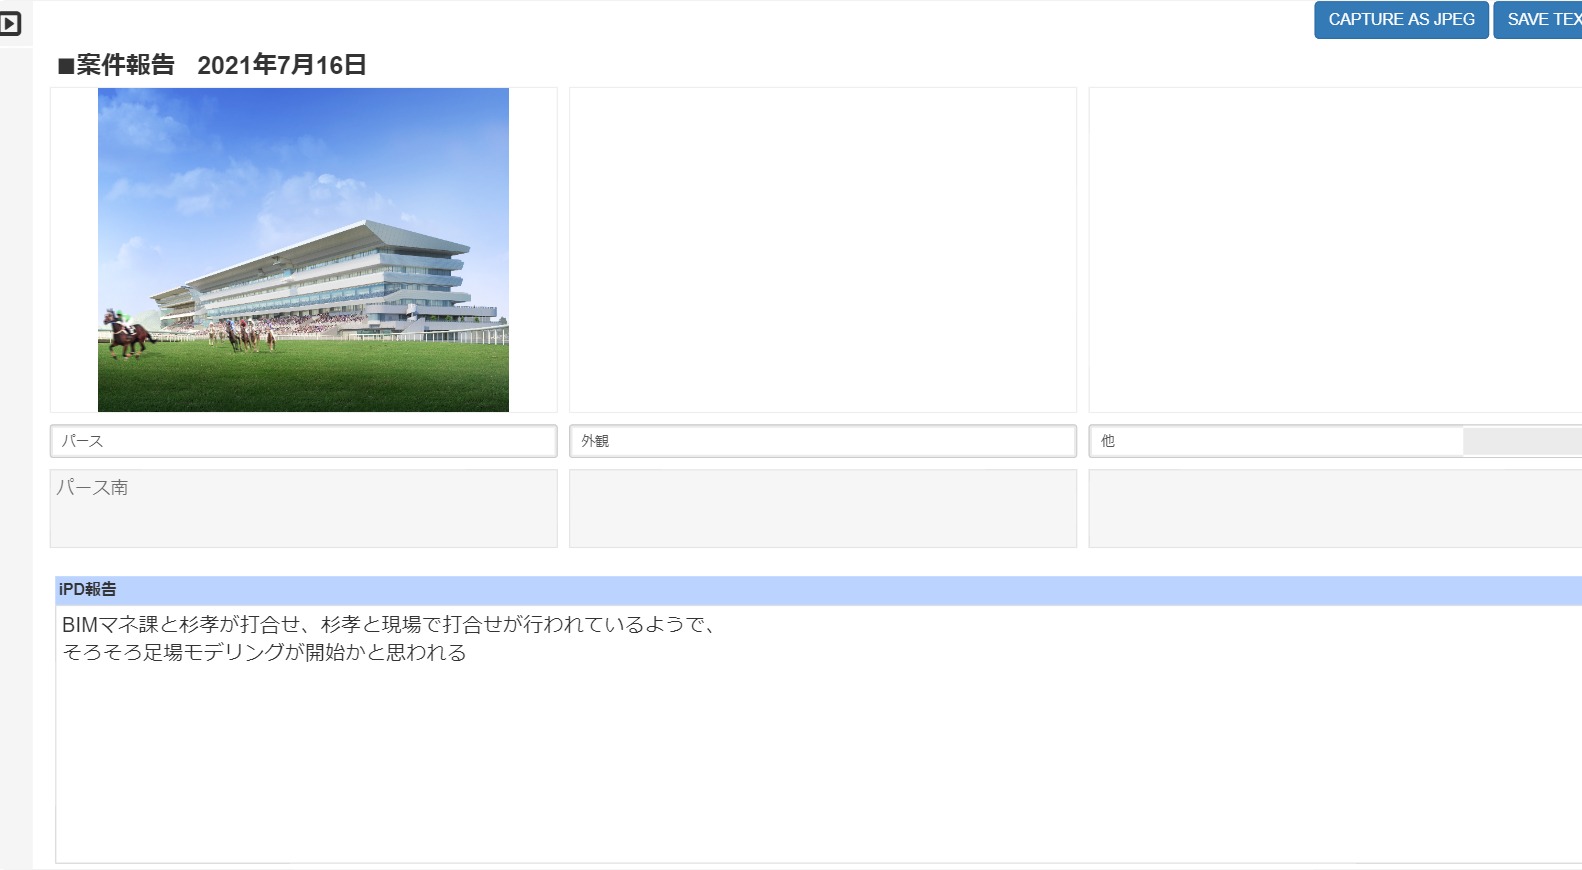 CAPTURE AS JPEG
SAVE TEX
■案件報告 2021年7月16日
パース
外観
他
パース南
iPD報告
BIMマネ課と杉孝が打合せ、杉孝と現場で打合せが行われているようで、
そろそろ足場モデリングが開始かと思われる